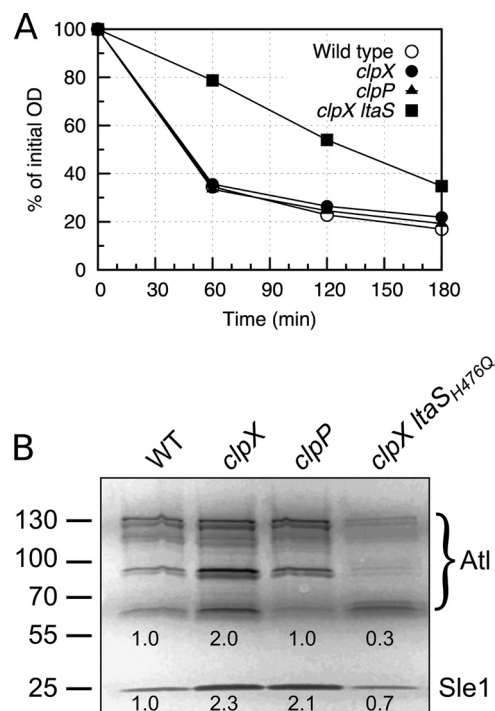 A
100
80
60
40
20
0
% of initial OD
Wild type
clpX
clpP
clpX ltaS
0 30 60 90 120 150 180
Time (min)
B
WT clpX clpP clpX ltaSH476Q
130
100
70
55
25
Atl
1.0 2.0 1.0 0.3
Sle1
1.0 2.3 2.1 0.7